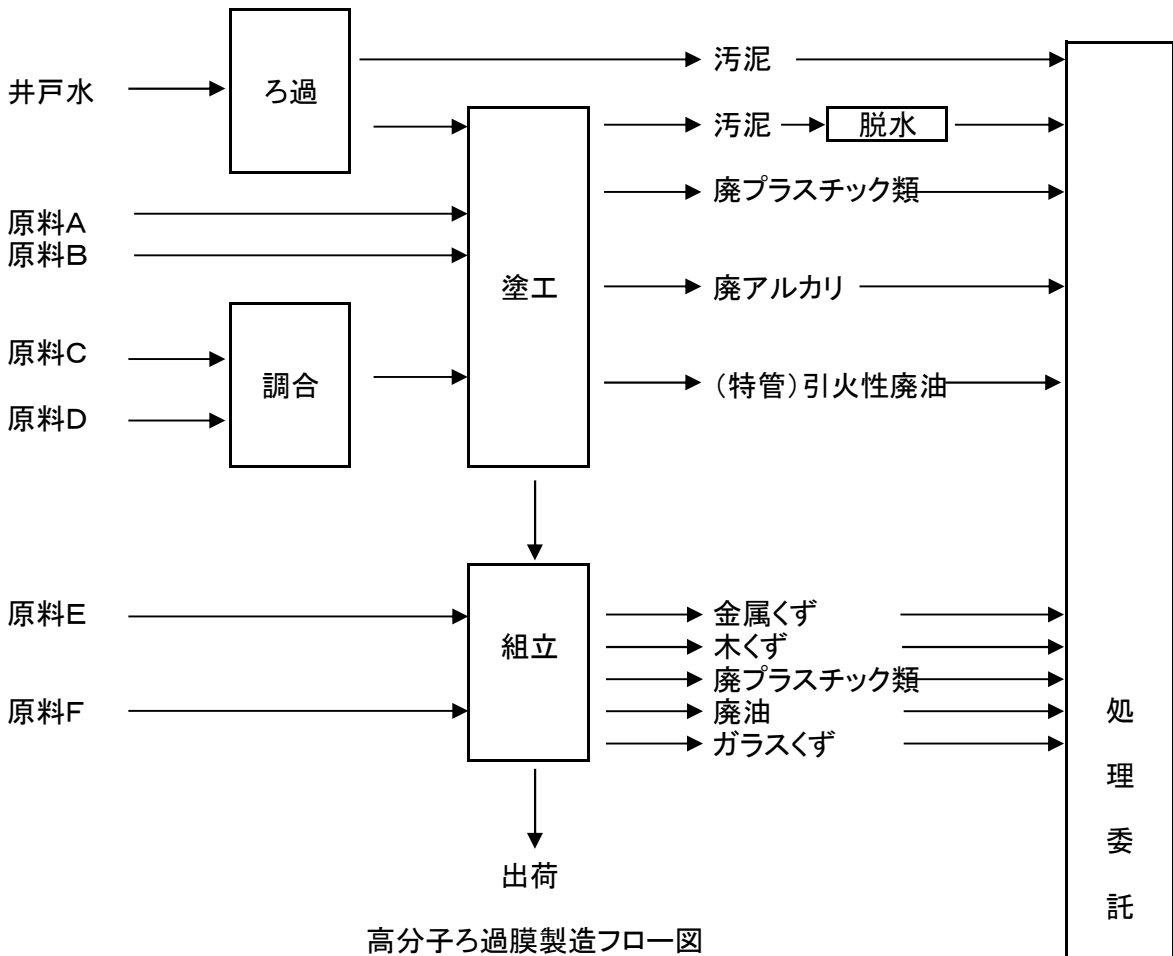 汚泥
井戸水
ろ過
汚泥
脱水
廃プラスチック類
原料A
原料B
塗工
廃アルカリ
原料C
調合
(特管)引火性廃油
原料D
原料E
金属くず
組立
木くず
廃プラスチック類
原料F
廃油
ガラスくず
処理委託
出荷
高分子ろ過膜製造フロー図